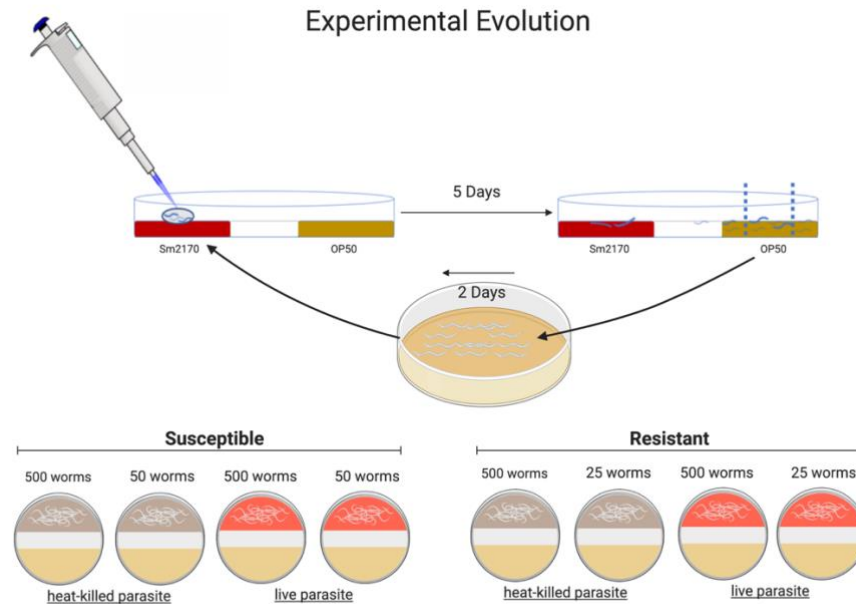 Experimental Evolution
5 Days
Sm2170
OP50
Sm2170
OP50
2 Days
Susceptible
500 worms
50 worms
500 worms
50 worms
heat-killed parasite
live parasite
Resistant
500 worms
25 worms
500 worms
25 worms
heat-killed parasite
live parasite